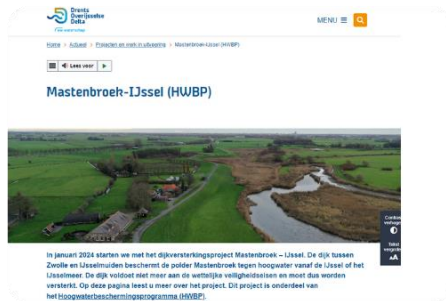 Drents
Overijsselse
Delta
MENU
Home > Actueel > Projecten en werk in uitvoering > Mastenbroek-IJssel (HWBP)
Lees voor
Mastenbroek-IJssel (HWBP)
In januari 2024 starten we met het dijkversterkingsproject Mastenbroek – IJssel. De dijk tussen
Zwolle en IJsselmuiden beschermt de polder Mastenbroek tegen hoogwater vanaf de IJssel of het
IJsselmeer. De dijk voldoet niet meer aan de wettelijke veiligheidseisen en moet dus worden
versterkt. Op deze pagina leest u meer over het project. Dit project is onderdeel van
het Hoogwaterbeschermingsprogramma (HWBP).